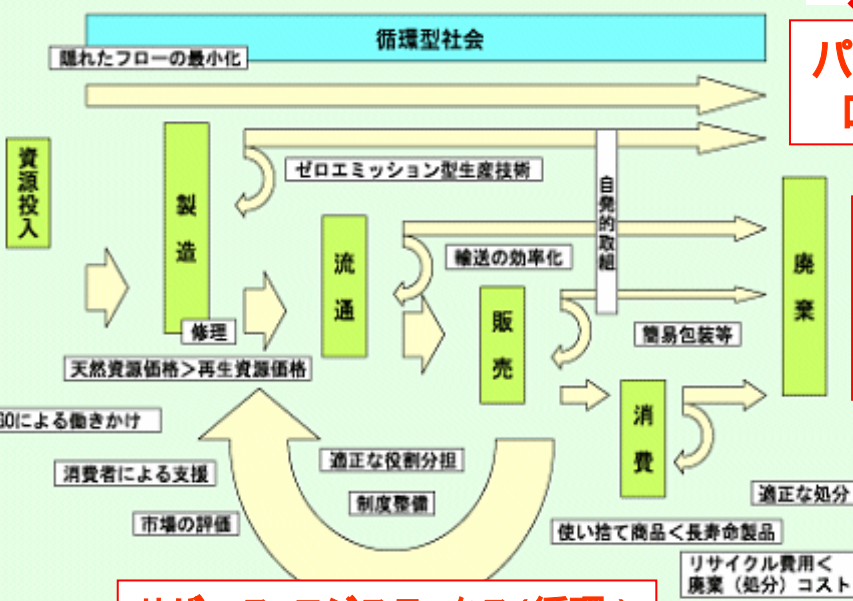 循環型社会
隠れたフローの最小化
パ
資源投入
製造
ゼロエミッション型生産技術
自発的取組
流通
輸送の効率化
廃棄
販売
簡易包装等
修理
天然資源価格＞再生資源価格
による働きかけ
消費
消費者による支援
適正な役割分担
制度整備
市場の評価
適正な処分
使い捨て商品＜長寿命製品
リサイクル費用＜
廃棄（処分）コスト